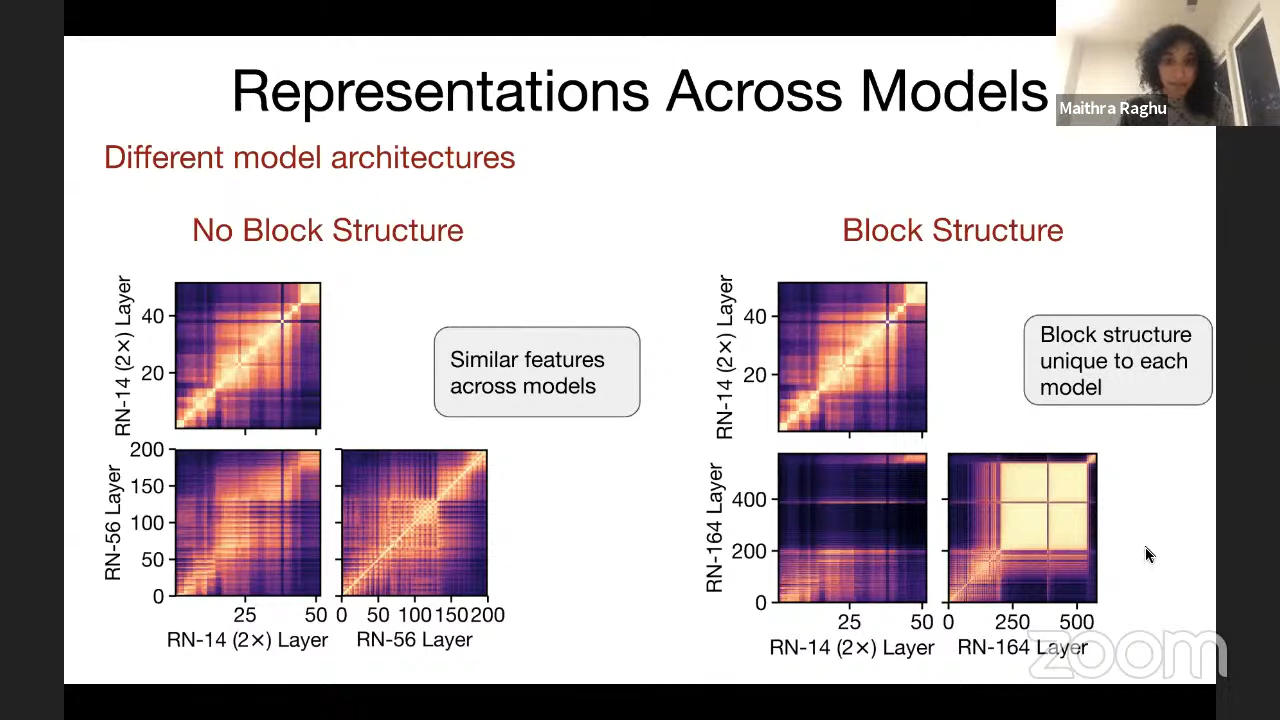 Representations Across Models
Maithra Raghu
Different model architectures
No Block Structure
RN-14 (2×) Layer
40
20
Similar features
across models
RN-56 Layer
200
150
100
50
0
25
50
RN-14 (2×) Layer
0
50
100
150
200
RN-56 Layer
Block Structure
RN-14 (2×) Layer
40
20
Block structure
unique to each
model
RN-164 Layer
400
200
0
25
50
RN-14 (2×) Layer
0
250
500
RN-164 Layer
zoom